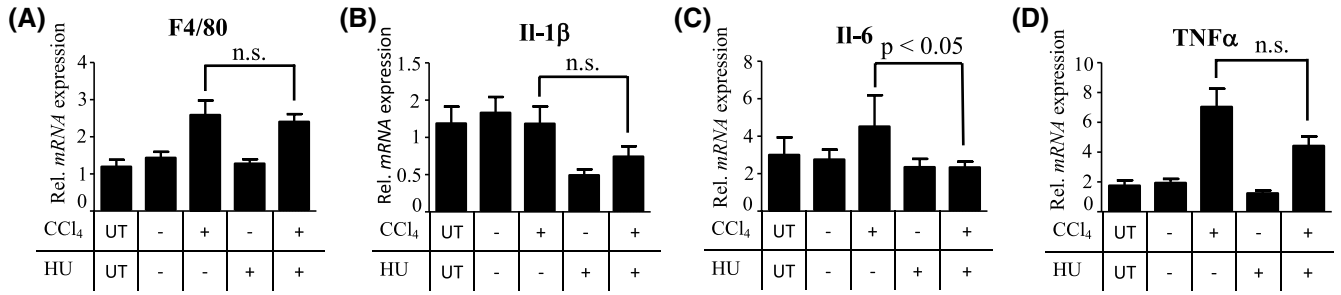 (A) F4/80
n.s.
Rel. mRNA expression
4
3
2
1
0
CCl4 UT - + - +
HU UT - - + +
(B) Il-1β
n.s.
Rel. mRNA expression
1.5
2
1
0.5
0
UT - + - +
UT - - + +
(C) Il-6
p < 0.05
Rel. mRNA expression
8
6
4
2
0
CCl4 UT - + - +
HU UT - - + +
(D) TNFα
n.s.
Rel. mRNA expression
10
8
6
4
2
0
CCl4 UT - + - +
HU UT - - + +